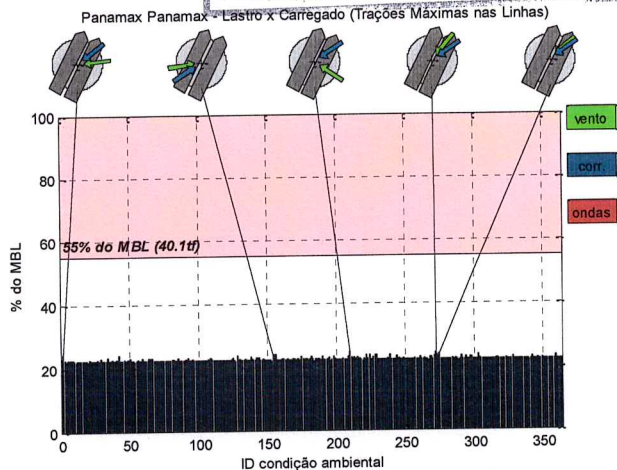 Panamax Panamax - Lastro x Carregado (Trações Máximas nas Linhas)
vento
corr.
ondas
100
80
60
40
20
0
55% do MBL (40.1tf)
% do MBL
0 50 100 150 200 250 300 350
ID condição ambiental